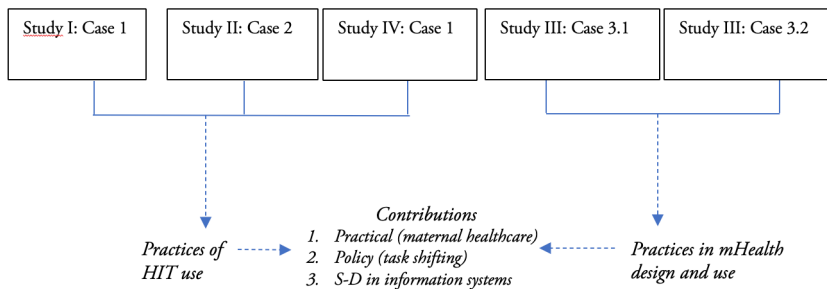 Study I: Case 1
Study II: Case 2
Study IV: Case 1
Study III: Case 3.1
Study III: Case 3.2
Contributions
1. Practical (maternal healthcare)
2. Policy (task shifting)
3. S-D in information systems
Practices of
HIT use
Practices in mHealth
design and use